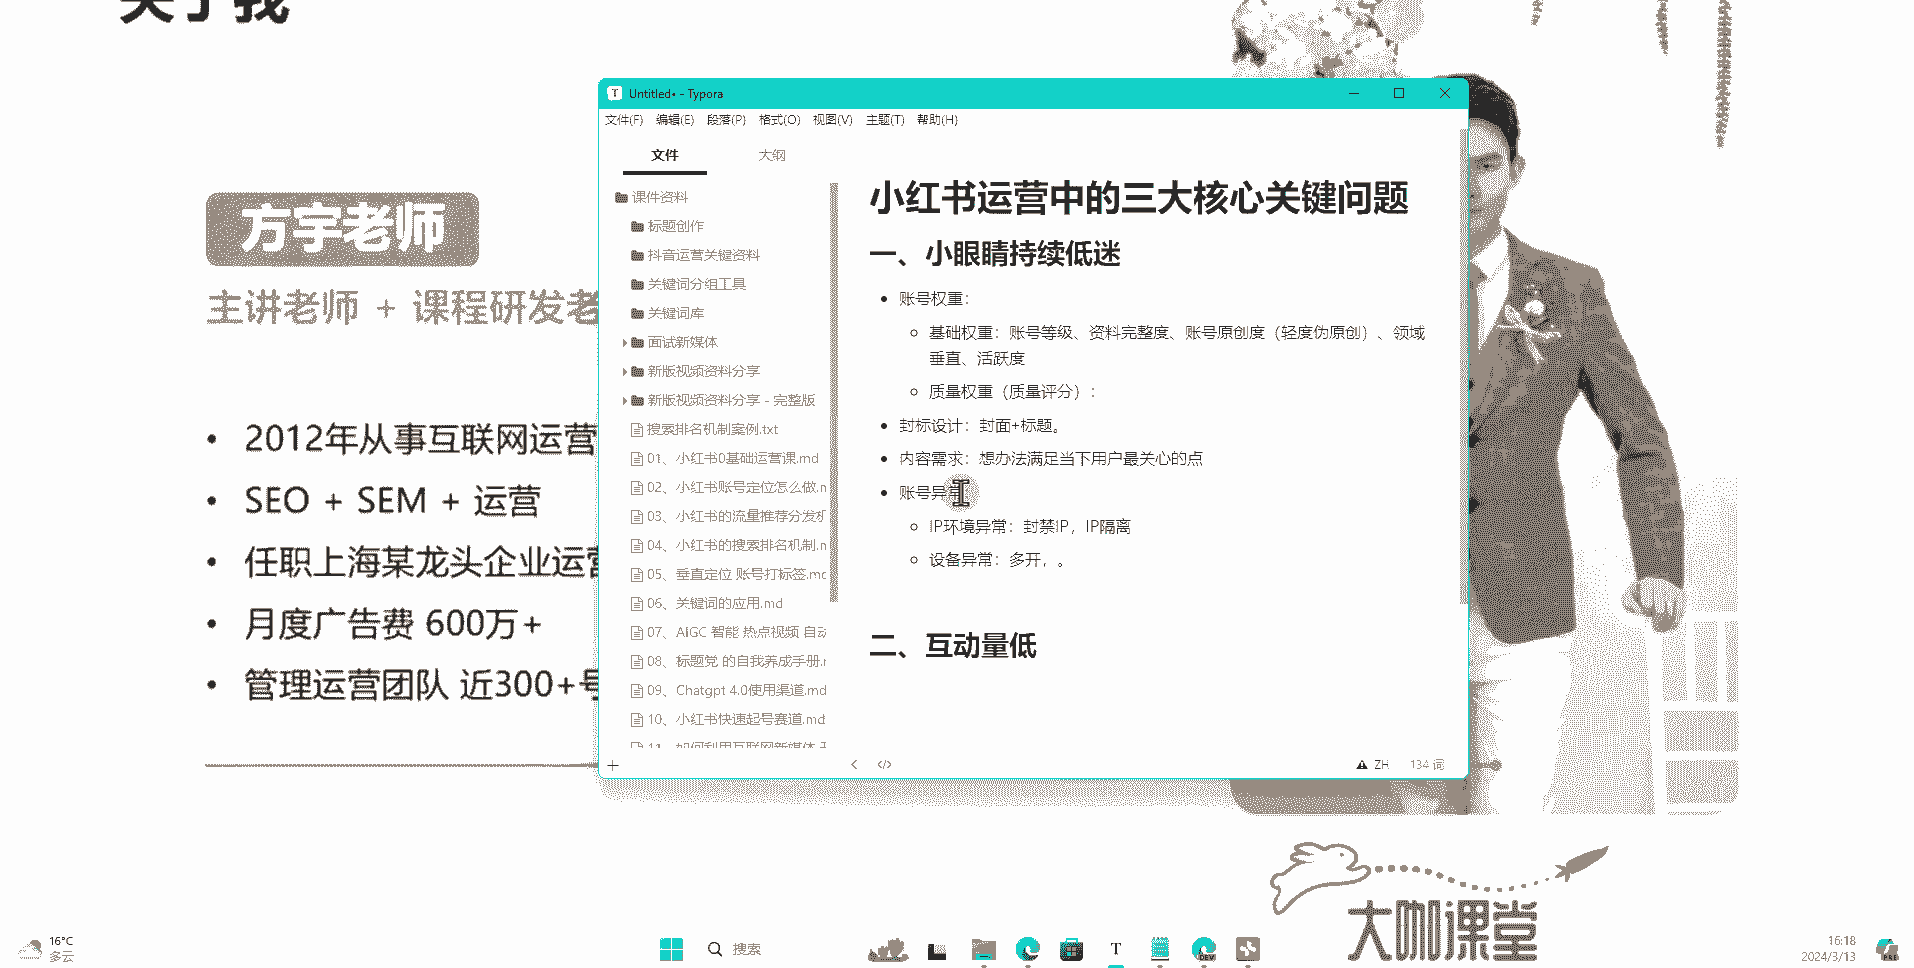 关于我
方宇老师
主讲老师 + 课程研发老
• 2012年从事互联网运营
• SEO + SEM + 运营
• 任职上海某龙头企业运营
• 月度广告费 600万+
• 管理运营团队 近300+号
Untitled• - Typora
文件(F) 编辑(E) 段落(P) 格式(O) 视图(V) 主题(T) 帮助(H)
文件 大纲
课件资料
标题创作
抖音运营关键资料
关键词分组工具
关键词库
面试新媒体
新版视频资料分享
新版视频资料分享 - 完整版
搜索排名机制案例.txt
01、小红书0基础运营课.md
02、小红书账号定位怎么做.m
03、小红书的流量推荐分发机
04、小红书的搜索排名机制.m
05、垂直定位 账号打标签.md
06、关键词的应用.md
07、AIGC 智能 热点视频 自动
08、标题党 的自我养成手册.m
09、Chatgpt 4.0使用渠道.md
10、小红书快速起号赛道.md
11、如何利用互联网新媒体
小红书运营中的三大核心关键问题
一、小眼睛持续低迷
• 账号权重：
基础权重：账号等级、资料完整度、账号原创度（轻度伪原创）、领域
垂直、活跃度
质量权重（质量评分）：
• 封标设计：封面+标题。
• 内容需求：想办法满足当下用户最关心的点
• 账号异常
IP环境异常：封禁IP，IP隔离
设备异常：多开，。
二、互动量低
ZH 134 词
大咖课堂
16°C
多云
搜索
T
DEV
16:18
2024/3/13
PRE